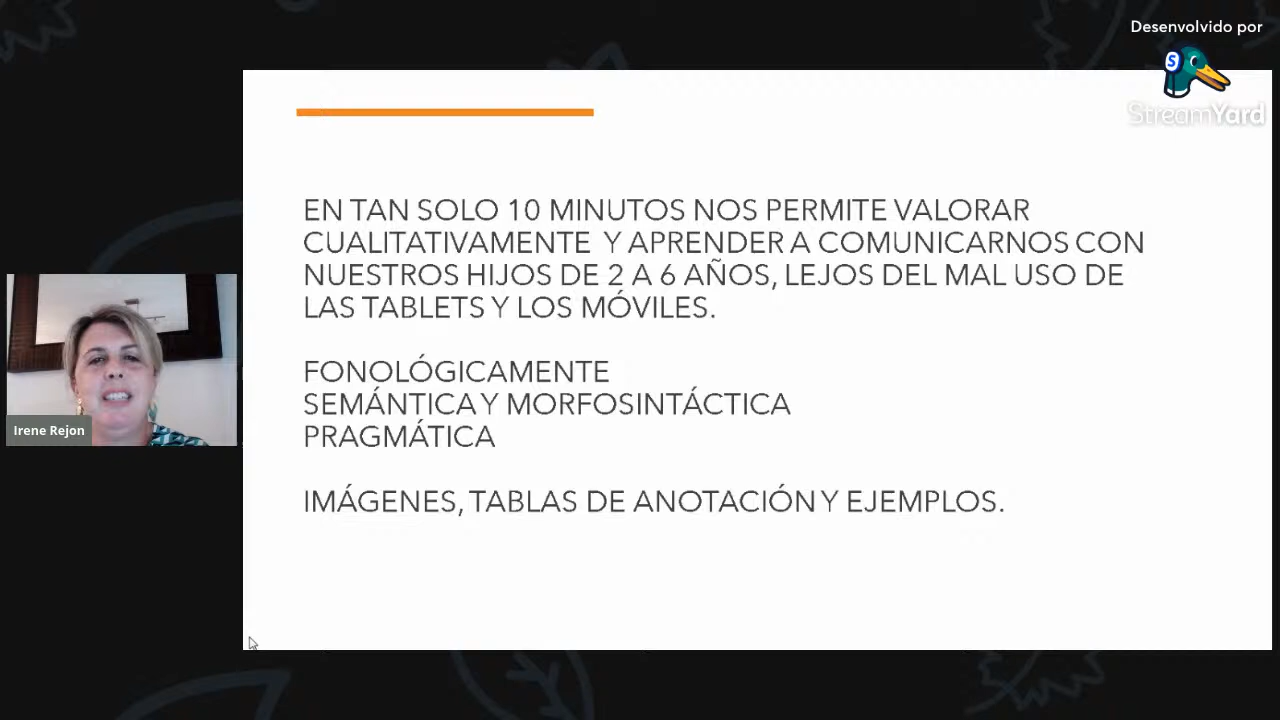 Desenvolvido por
S
StreamYard
EN TAN SOLO 10 MINUTOS NOS PERMITE VALORAR
CUALITATIVAMENTE Y APRENDER A COMUNICARNOS CON
NUESTROS HIJOS DE 2 A 6 AÑOS, LEJOS DEL MAL USO DE
LAS TABLETS Y LOS MÓVILES.
FONOLÓGICAMENTE
SEMÁNTICA Y MORFOSINTÁCTICA
PRAGMÁTICA
IMÁGENES, TABLAS DE ANOTACIÓN Y EJEMPLOS.
Irene Rejon